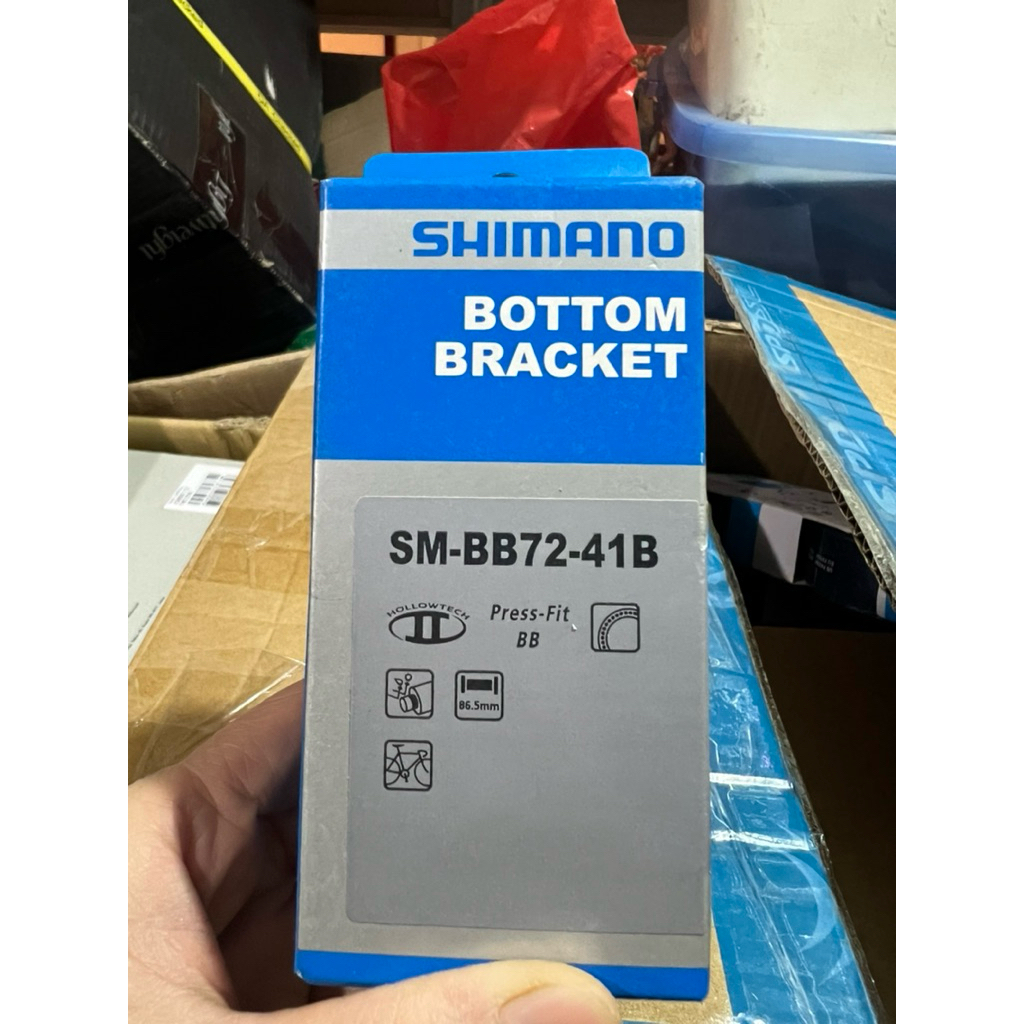 SHIMANO
BOTTOM
BRACKET
SM-BB72-41B
HOLLOWTECH
II
Press-Fit
BB
86.5mm